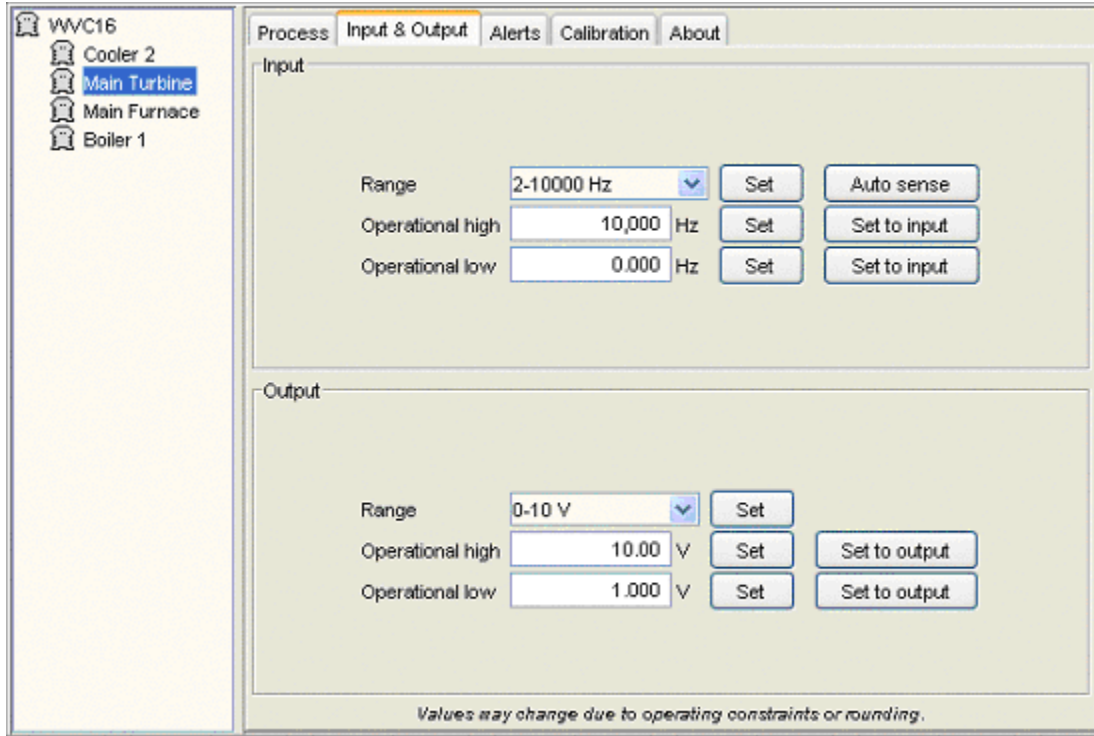 WVC16
Cooler 2
Main Turbine
Main Furnace
Boiler 1
Process Input & Output Alerts Calibration About
Input
Range 2-10000 Hz Set Auto sense
Operational high 10,000 Hz Set Set to input
Operational low 0.000 Hz Set Set to input
Output
Range 0-10 V Set
Operational high 10.00 V Set Set to output
Operational low 1.000 V Set Set to output
Values may change due to operating constraints or rounding.